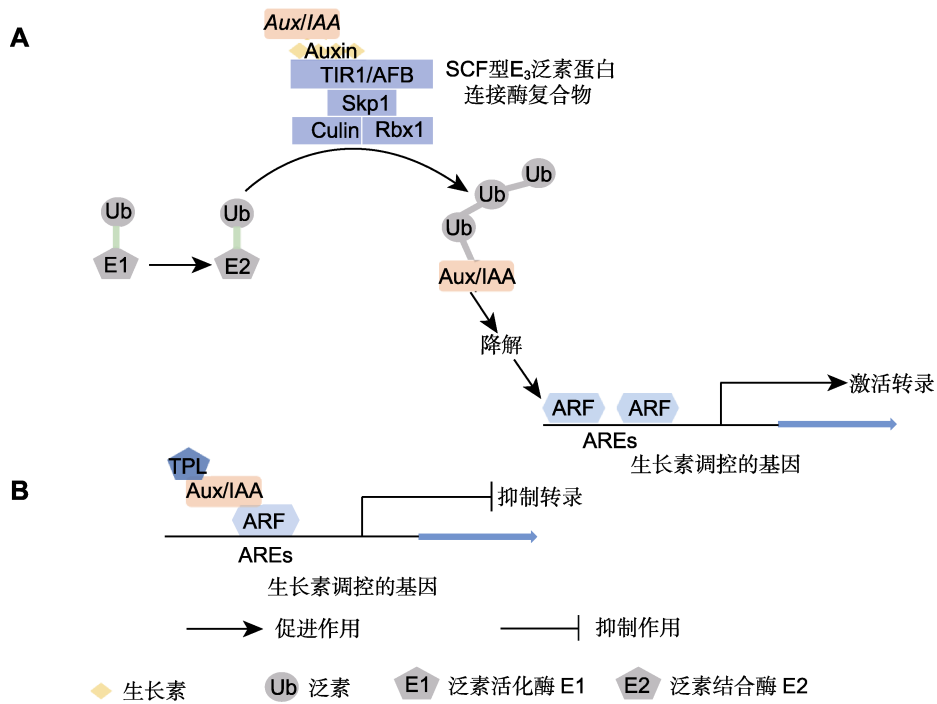 A
Aux/IAA
Auxin
TIR1/AFB
Skp1
Culin
Rbx1
SCF型E3泛素蛋白
连接酶复合物
Ub
Ub
Ub
Ub
Ub
E1
E2
Aux/IAA
降解
ARF
ARF
激活转录
AREs
生长素调控的基因
B
TPL
Aux/IAA
ARF
抑制转录
AREs
生长素调控的基因
促进作用
抑制作用
生长素
Ub
泛素
E1
泛素活化酶 E1
E2
泛素结合酶 E2